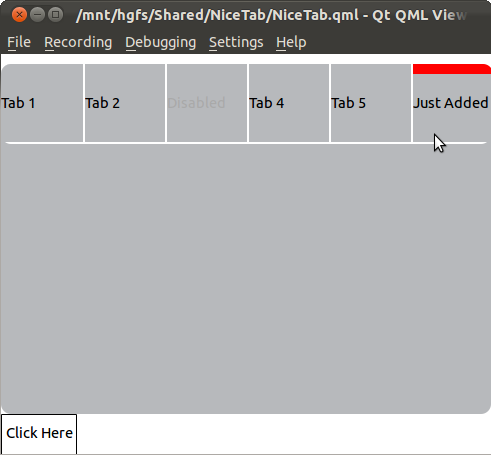 /mnt/hgfs/Shared/NiceTab/NiceTab.qml - Qt QML View
File Recording Debugging Settings Help
Tab 1 Tab 2 Disabled Tab 4 Tab 5 Just Added
Click Here